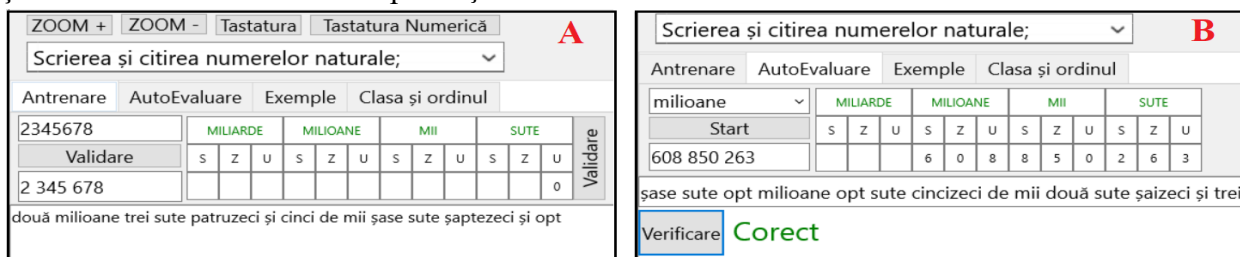 ZOOM + ZOOM - Tastatura Tastatura Numerică A
Scrierea și citirea numerelor naturale;
Antrenare AutoEvaluare Exemple Clasa și ordinul
2345678 MILIARDE MILIOANE MII SUTE Validare
Validare S Z U S Z U S Z U S Z U
2 345 678 0
două milioane trei sute patruzeci și cinci de mii șase sute șaptezeci și opt
Scrierea și citirea numerelor naturale; B
Antrenare AutoEvaluare Exemple Clasa și ordinul
milioane MILIARDE MILIOANE MII SUTE
Start S Z U S Z U S Z U S Z U
608 850 263 6 0 8 8 5 0 2 6 3
șase sute opt milioane opt sute cincizeci de mii două sute șaizeci și trei
Verificare Corect